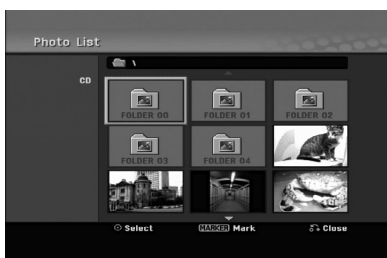 Photo List
\
CD
FOLDER 00
FOLDER 01
FOLDER 02
FOLDER 03
FOLDER 04
Select
MARKER Mark
Close